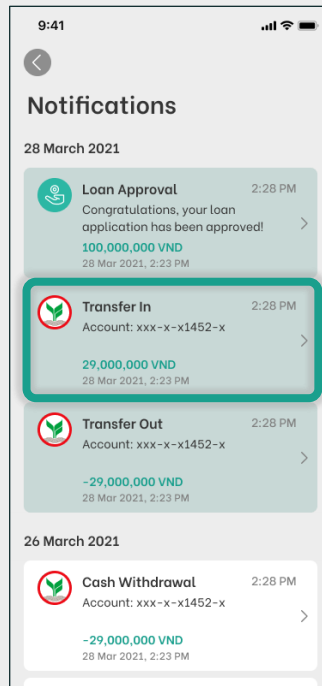 9:41
Notifications
28 March 2021
Loan Approval 2:28 PM
Congratulations, your loan
application has been approved!
100,000,000 VND
28 Mar 2021, 2:23 PM
Transfer In 2:28 PM
Account: xxx-x-x1452-x
29,000,000 VND
28 Mar 2021, 2:23 PM
Transfer Out 2:28 PM
Account: xxx-x-x1452-x
-29,000,000 VND
28 Mar 2021, 2:23 PM
26 March 2021
Cash Withdrawal 2:28 PM
Account: xxx-x-x1452-x
-29,000,000 VND
28 Mar 2021, 2:23 PM